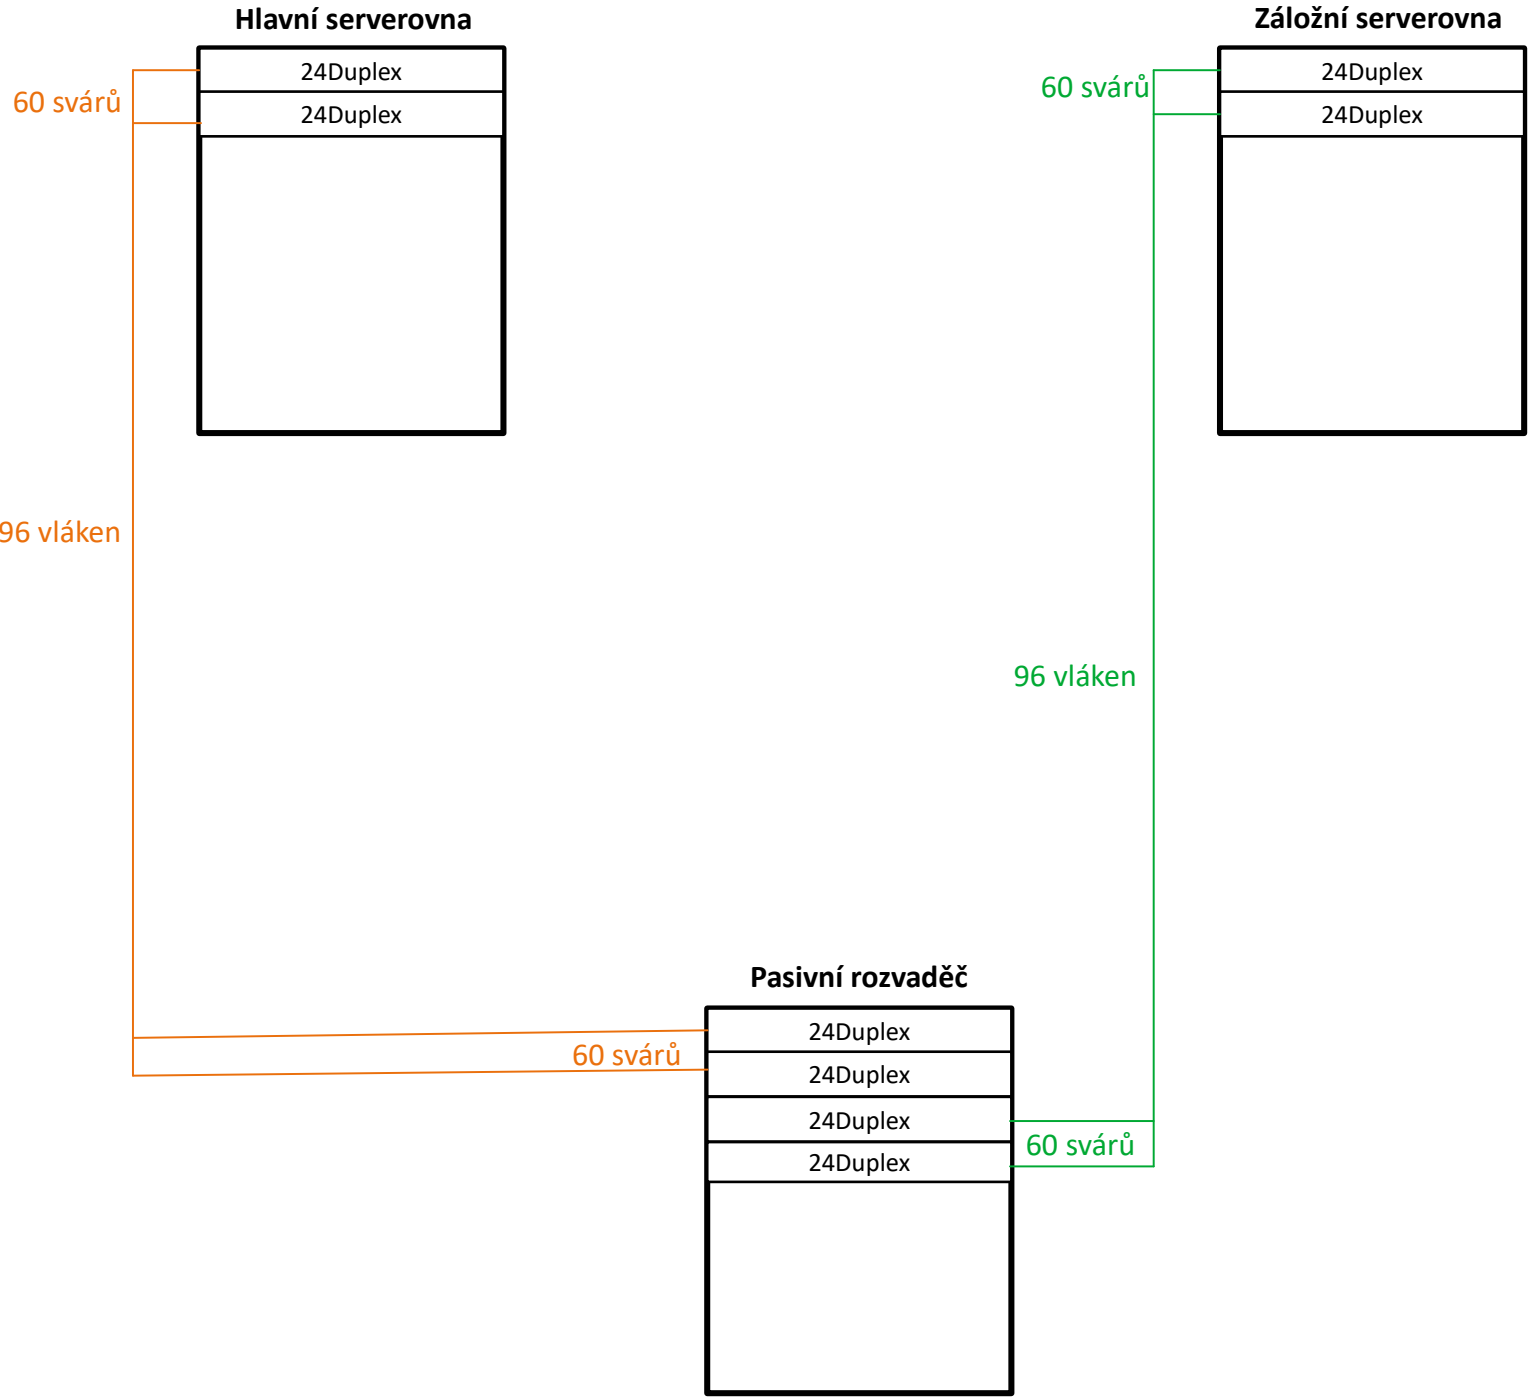 Hlavní serverovna
Záložní serverovna
24Duplex
24Duplex
60 svárů
24Duplex
24Duplex
60 svárů
96 vláken
96 vláken
Pasivní rozvaděč
24Duplex
24Duplex
24Duplex
24Duplex
60 svárů
60 svárů